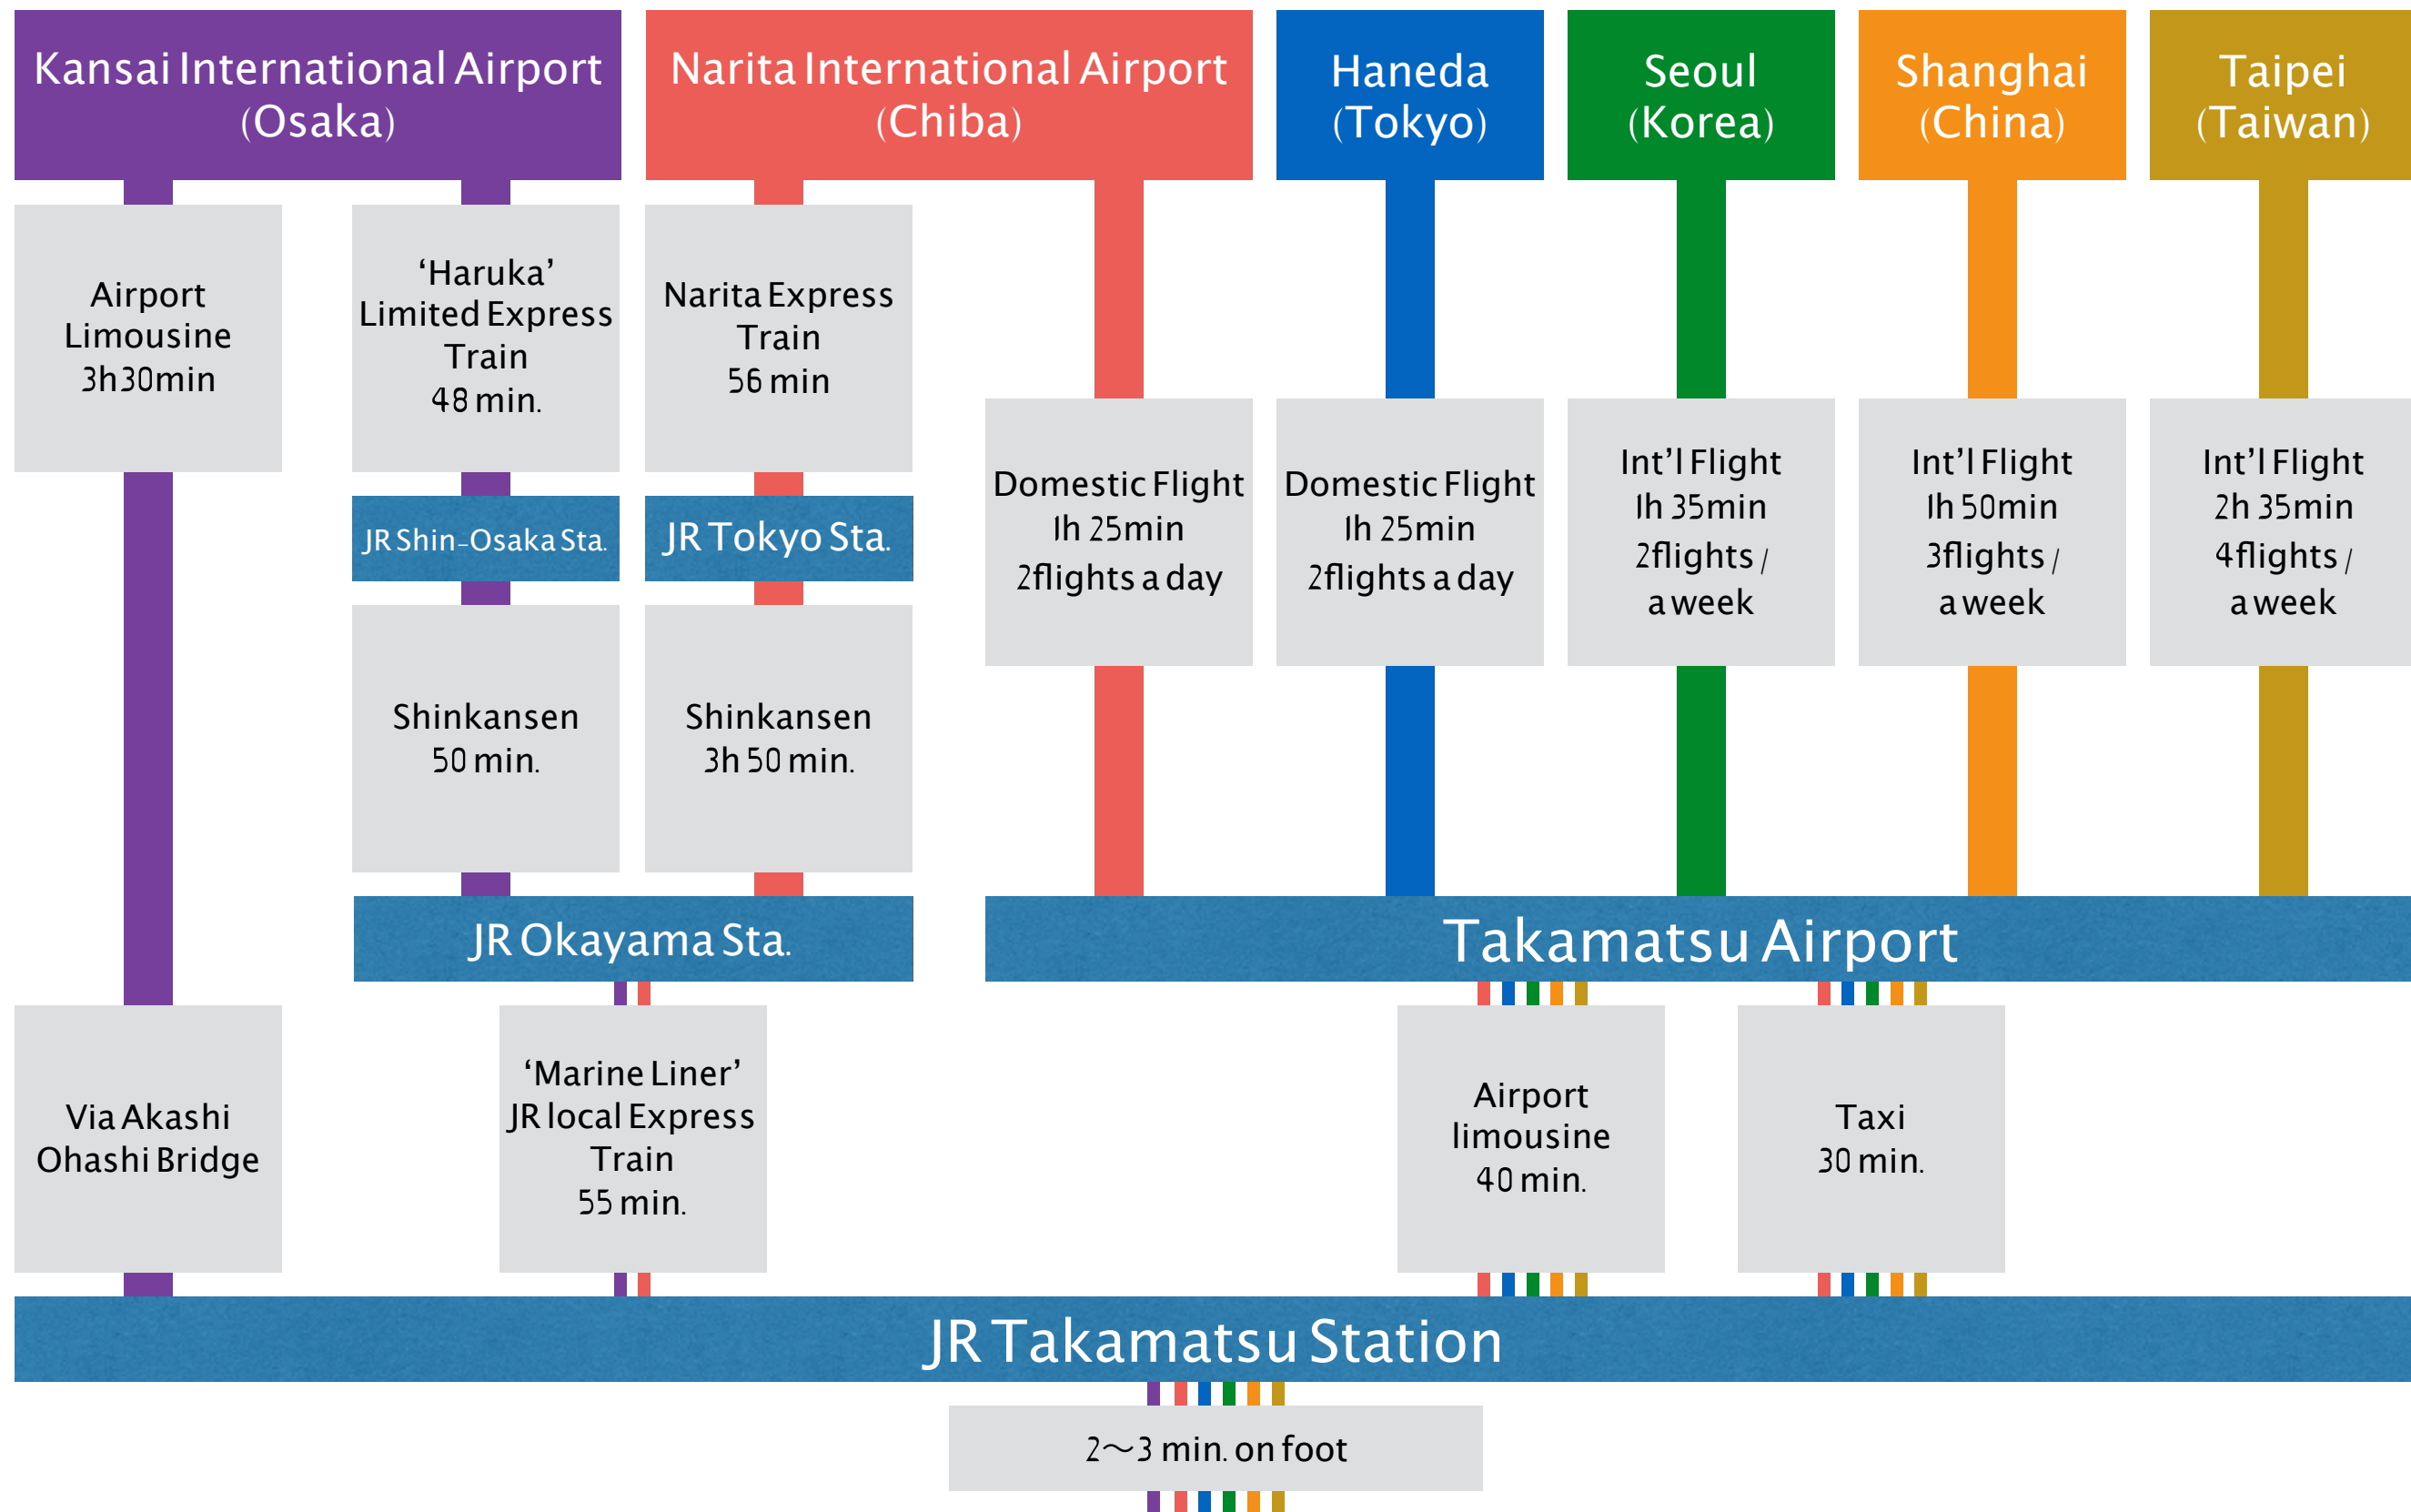 Kansai International Airport
(Osaka)
Narita International Airport
(Chiba)
Haneda
(Tokyo)
Seoul
(Korea)
Shanghai
(China)
Taipei
(Taiwan)
Airport
Limousine
3h30min
‘Haruka’
Limited Express
Train
48 min.
Narita Express
Train
56 min
JR Shin-Osaka Sta.
JR Tokyo Sta.
Domestic Flight
1h 25min
2flights a day
Domestic Flight
1h 25min
2flights a day
Int’l Flight
1h 35min
2flights /
a week
Int’l Flight
1h 50min
3flights /
a week
Int’l Flight
2h 35min
4flights /
a week
Shinkansen
50 min.
Shinkansen
3h 50 min.
JR Okayama Sta.
Takamatsu Airport
Via Akashi
Ohashi Bridge
‘Marine Liner’
JR local Express
Train
55 min.
Airport
limousine
40 min.
Taxi
30 min.
JR Takamatsu Station
2〜3 min. on foot